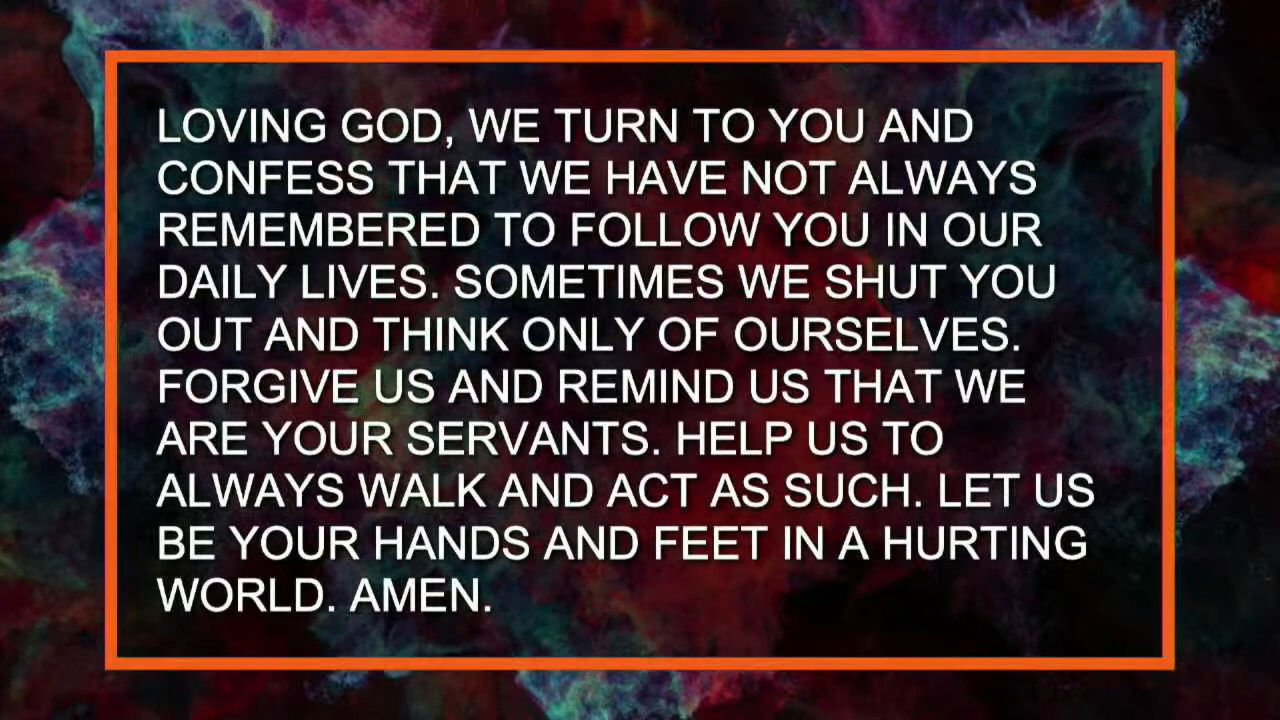 LOVING GOD, WE TURN TO YOU AND
CONFESS THAT WE HAVE NOT ALWAYS
REMEMBERED TO FOLLOW YOU IN OUR
DAILY LIVES. SOMETIMES WE SHUT YOU
OUT AND THINK ONLY OF OURSELVES.
FORGIVE US AND REMIND US THAT WE
ARE YOUR SERVANTS. HELP US TO
ALWAYS WALK AND ACT AS SUCH. LET US
BE YOUR HANDS AND FEET IN A HURTING
WORLD. AMEN.